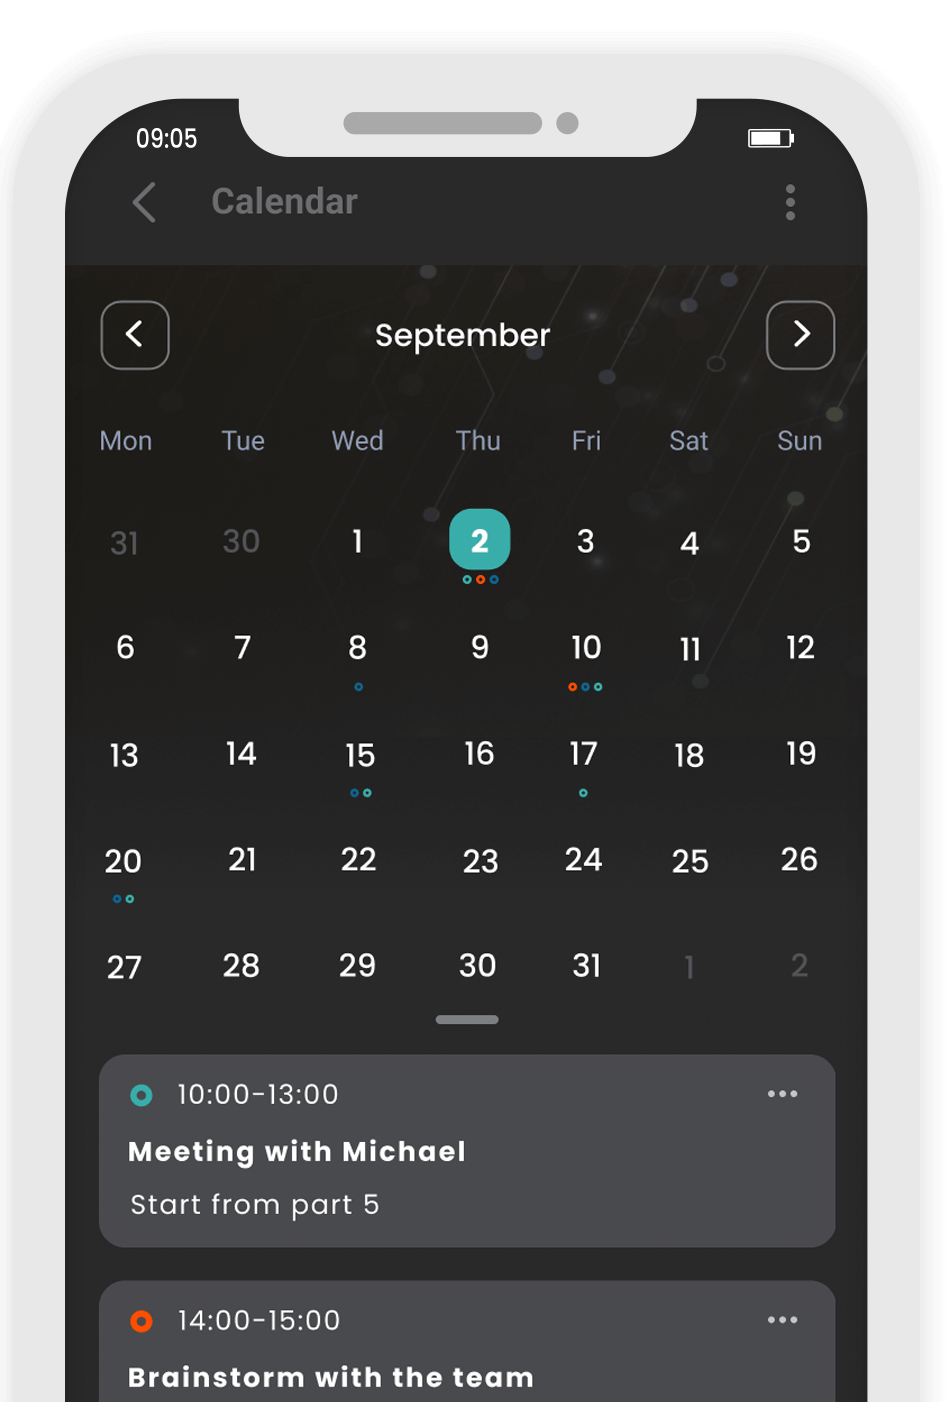 09:05
Calendar
September
Mon Tue Wed Thu Fri Sat Sun
31 30 1 2 3 4 5
6 7 8 9 10 11 12
13 14 15 16 17 18 19
20 21 22 23 24 25 26
27 28 29 30 31 1 2
10:00-13:00
Meeting with Michael
Start from part 5
14:00-15:00
Brainstorm with the team